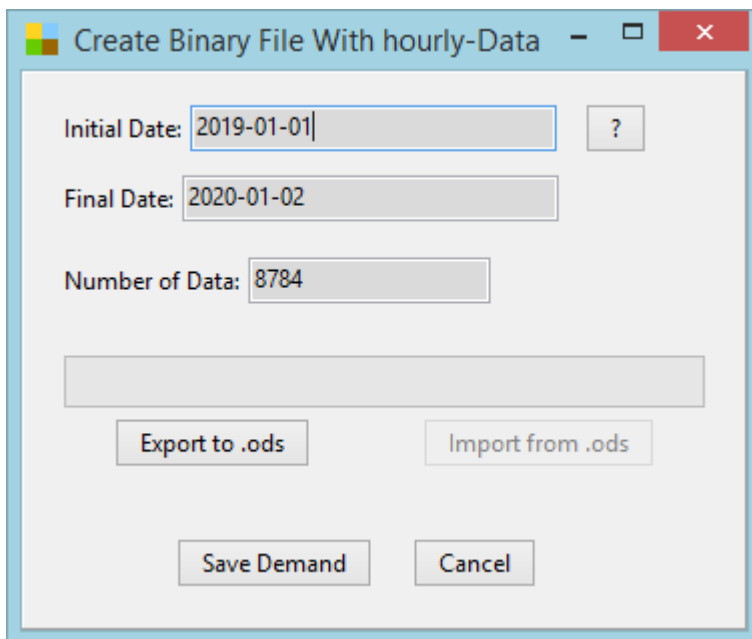 Create Binary File With hourly-Data
Initial Date: 2019-01-01 ?
Final Date: 2020-01-02
Number of Data: 8784
Export to .ods Import from .ods
Save Demand Cancel